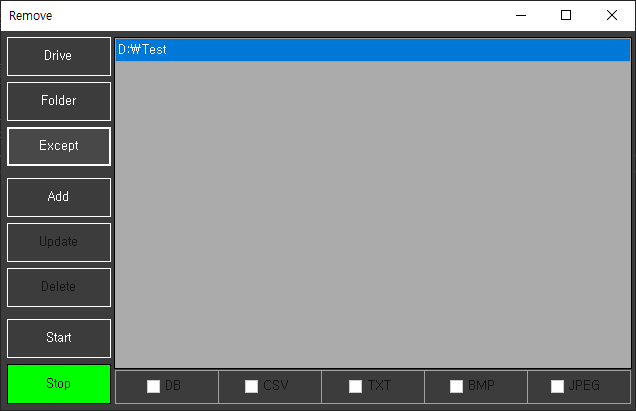 Remove
Drive
Folder
Except
Add
Update
Delete
Start
Stop
D:₩Test
DB
CSV
TXT
BMP
JPEG